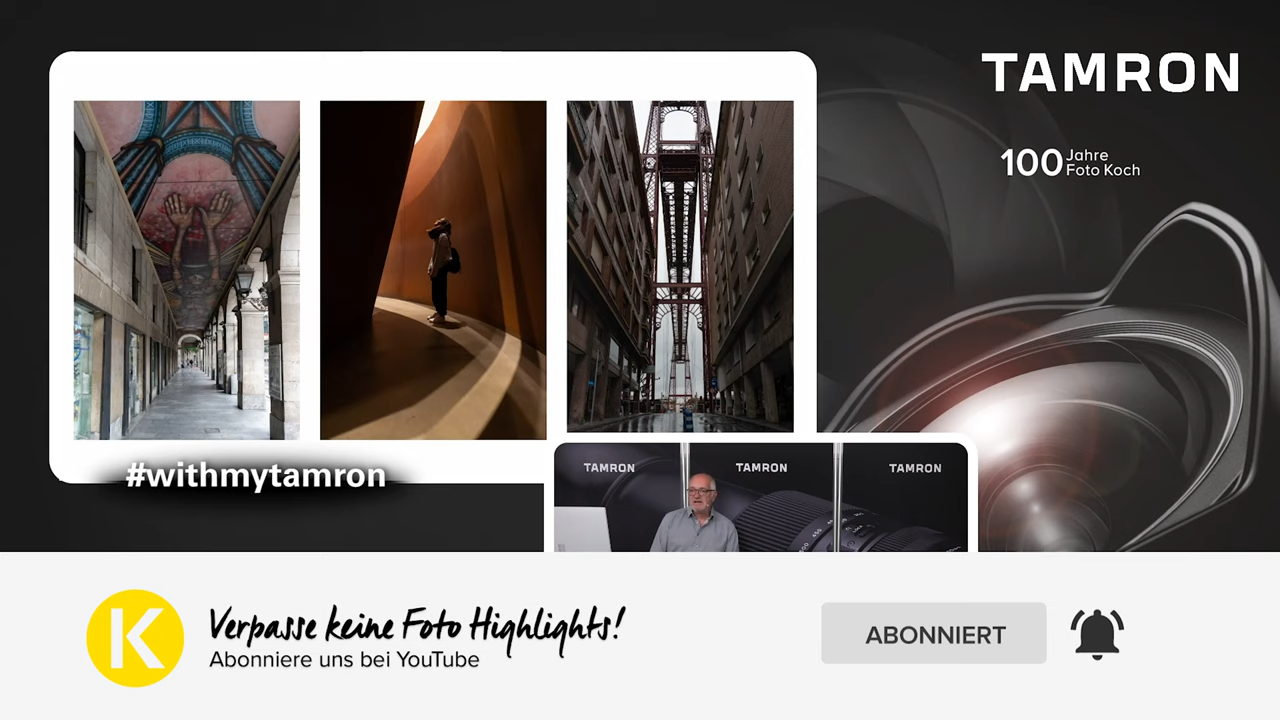 TAMRON
100 Jahre
Foto Koch
#withmytamron
TAMRON
TAMRON
TAMRON
K
Verpasse keine Foto Highlights!
Abonniere uns bei YouTube
ABONNIERT